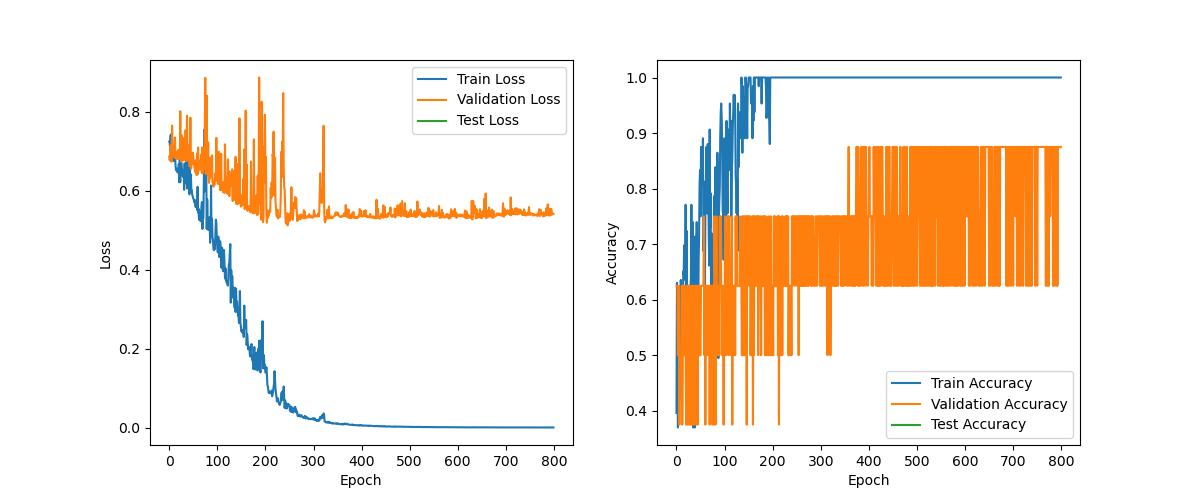 Train Loss
Validation Loss
Test Loss
0.8
0.6
0.4
0.2
0.0
Loss
0 100 200 300 400 500 600 700 800
Epoch
1.0
0.9
0.8
0.7
0.6
0.5
0.4
Accuracy
Train Accuracy
Validation Accuracy
Test Accuracy
0 100 200 300 400 500 600 700 800
Epoch